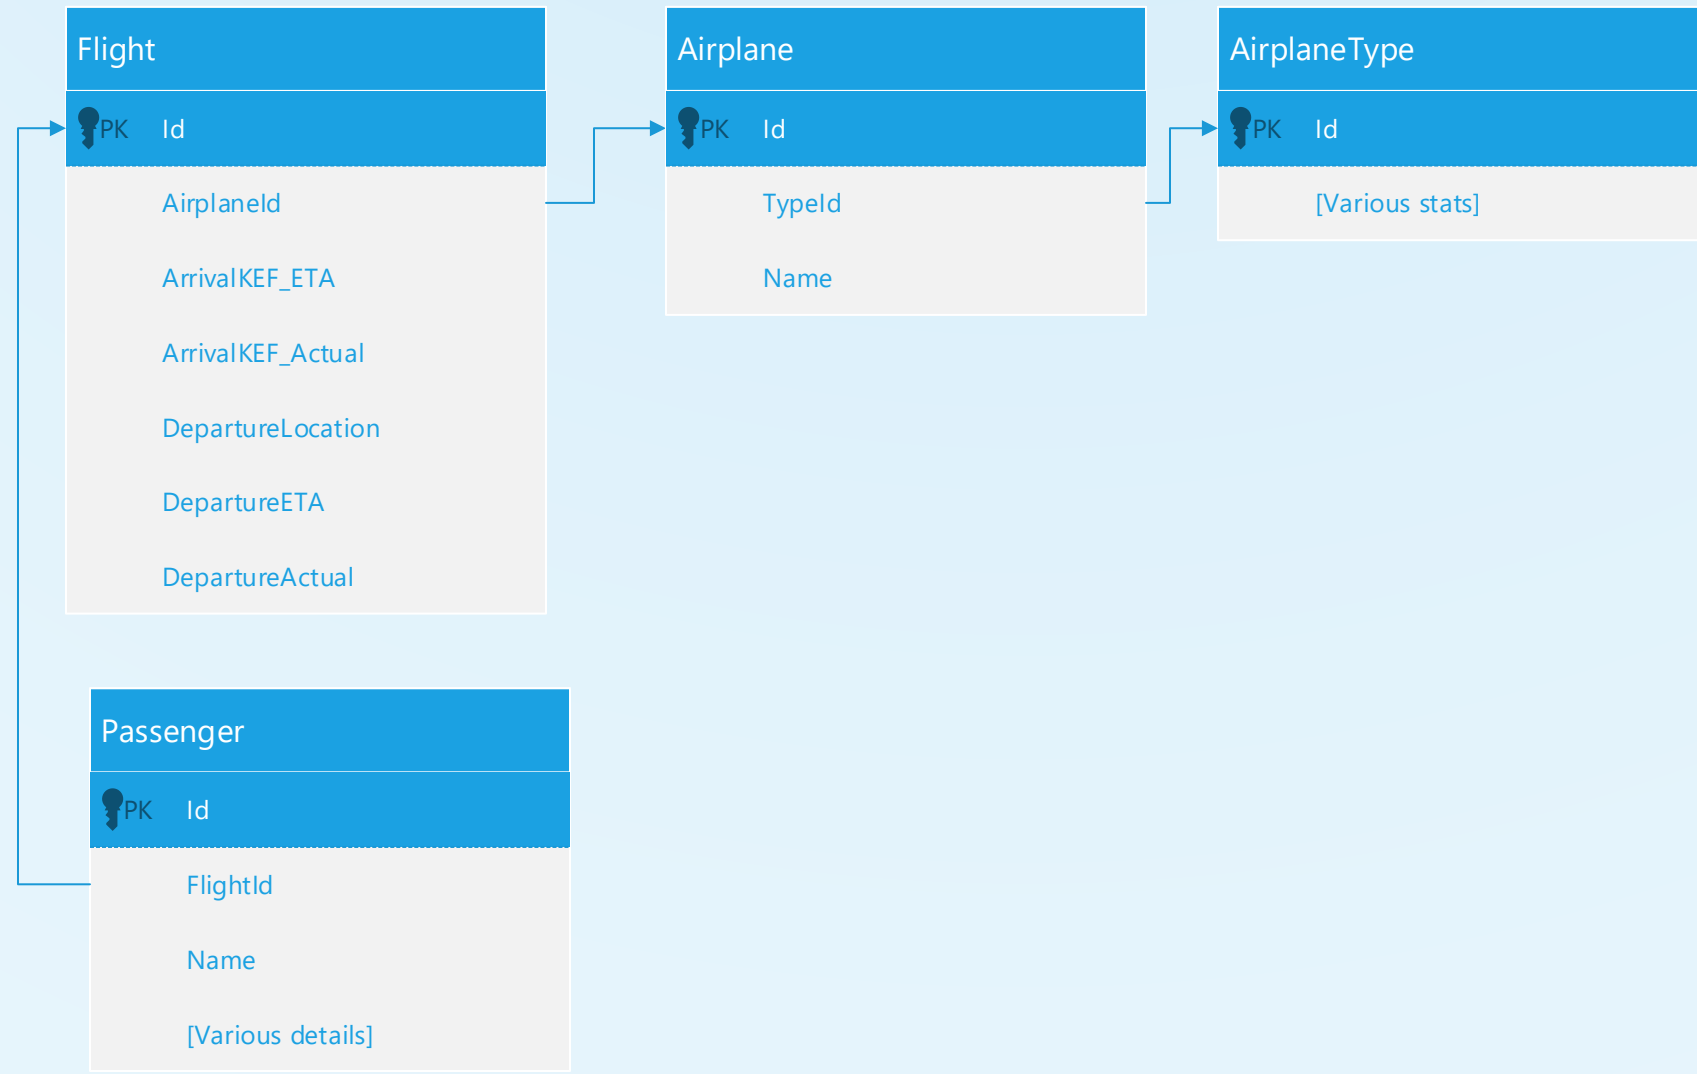 Flight
PK Id
AirplaneId
ArrivalKEF_ETA
ArrivalKEF_Actual
DepartureLocation
DepartureETA
DepartureActual
Airplane
PK Id
TypeId
Name
AirplaneType
PK Id
[Various stats]
Passenger
PK Id
FlightId
Name
[Various details]